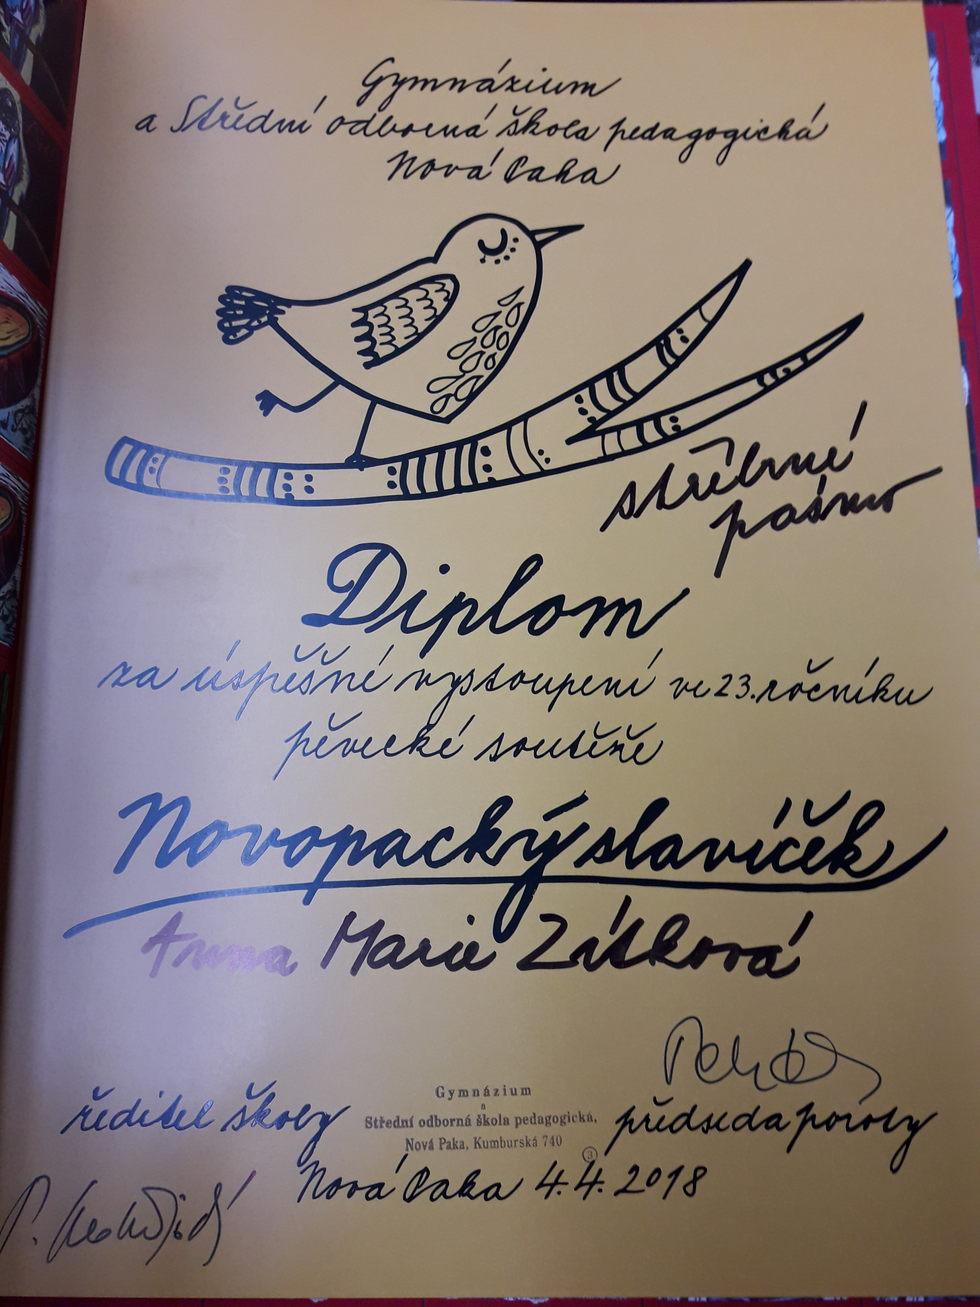 Gymnázium
a Střední odborná škola pedagogická
Nová Paka
stříbrné
pásmo
Diplom
za úspěšné vystoupení ve 23. ročníku
pěvecké soutěže
Novopacký slavíček
Anna Marie Zítková
ředitel školy
Gymnázium
a
Střední odborná škola pedagogická,
Nová Paka, Kumburská 740
3
předseda poroty
Nová Paka 4. 4. 2018